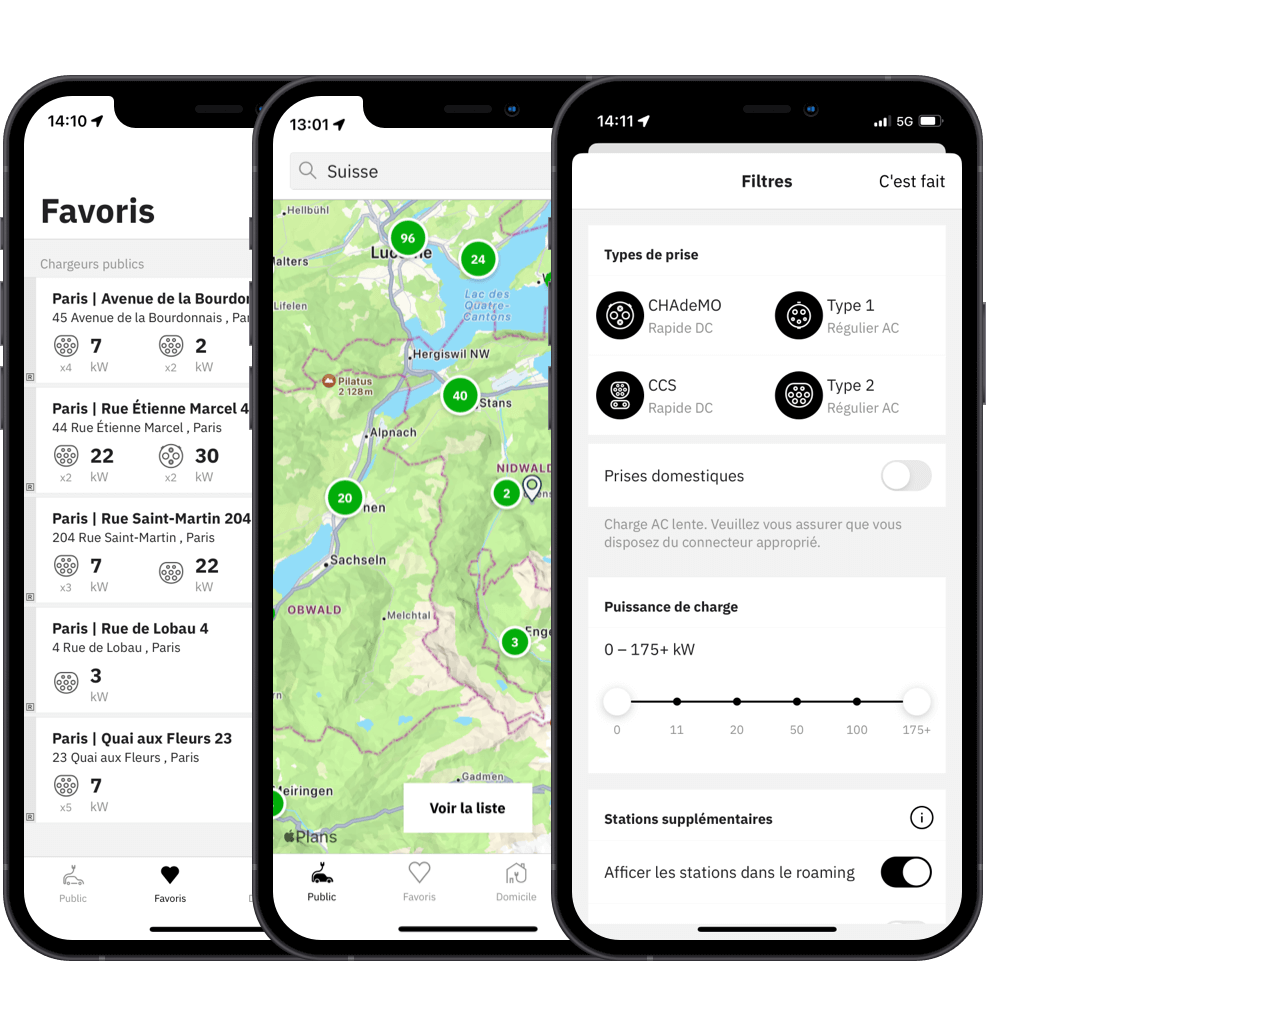 14:10
Favoris
Chargeurs publics
Paris | Avenue de la Bourdon
45 Avenue de la Bourdonnais , Par
7
2
x4
kW
x2
kW
R
Paris | Rue Étienne Marcel 4
44 Rue Étienne Marcel , Paris
22
30
x2
kW
x2
kW
R
Paris | Rue Saint-Martin 204
204 Rue Saint-Martin , Paris
7
22
x3
kW
kW
R
Paris | Rue de Lobau 4
4 Rue de Lobau , Paris
3
kW
R
Paris | Quai aux Fleurs 23
23 Quai aux Fleurs , Paris
7
x5
kW
R
Public
Favoris
D
13:01
Suisse
Hellbühl
96
Luc ne
24
alters
Lifelen
Lac des
Quatre-
Cantons
Hergiswil NW
Pilatus
2 128 m
40
Stans
Alpnach
NIDWALD
2
20
nen
Sachseln
OBWALD
Melchtal
Enge
3
rn
Gadmen
Meiringen
Voir la liste
Plans
Public
Favoris
Domicile
14:11
5G
Filtres
C'est fait
Types de prise
CHAdeMO
Rapide DC
Type 1
Régulier AC
CCS
Rapide DC
Type 2
Régulier AC
Prises domestiques
Charge AC lente. Veuillez vous assurer que vous
disposez du connecteur approprié.
Puissance de charge
0 – 175+ kW
0 11 20 50 100 175+
Stations supplémentaires
Afficer les stations dans le roaming